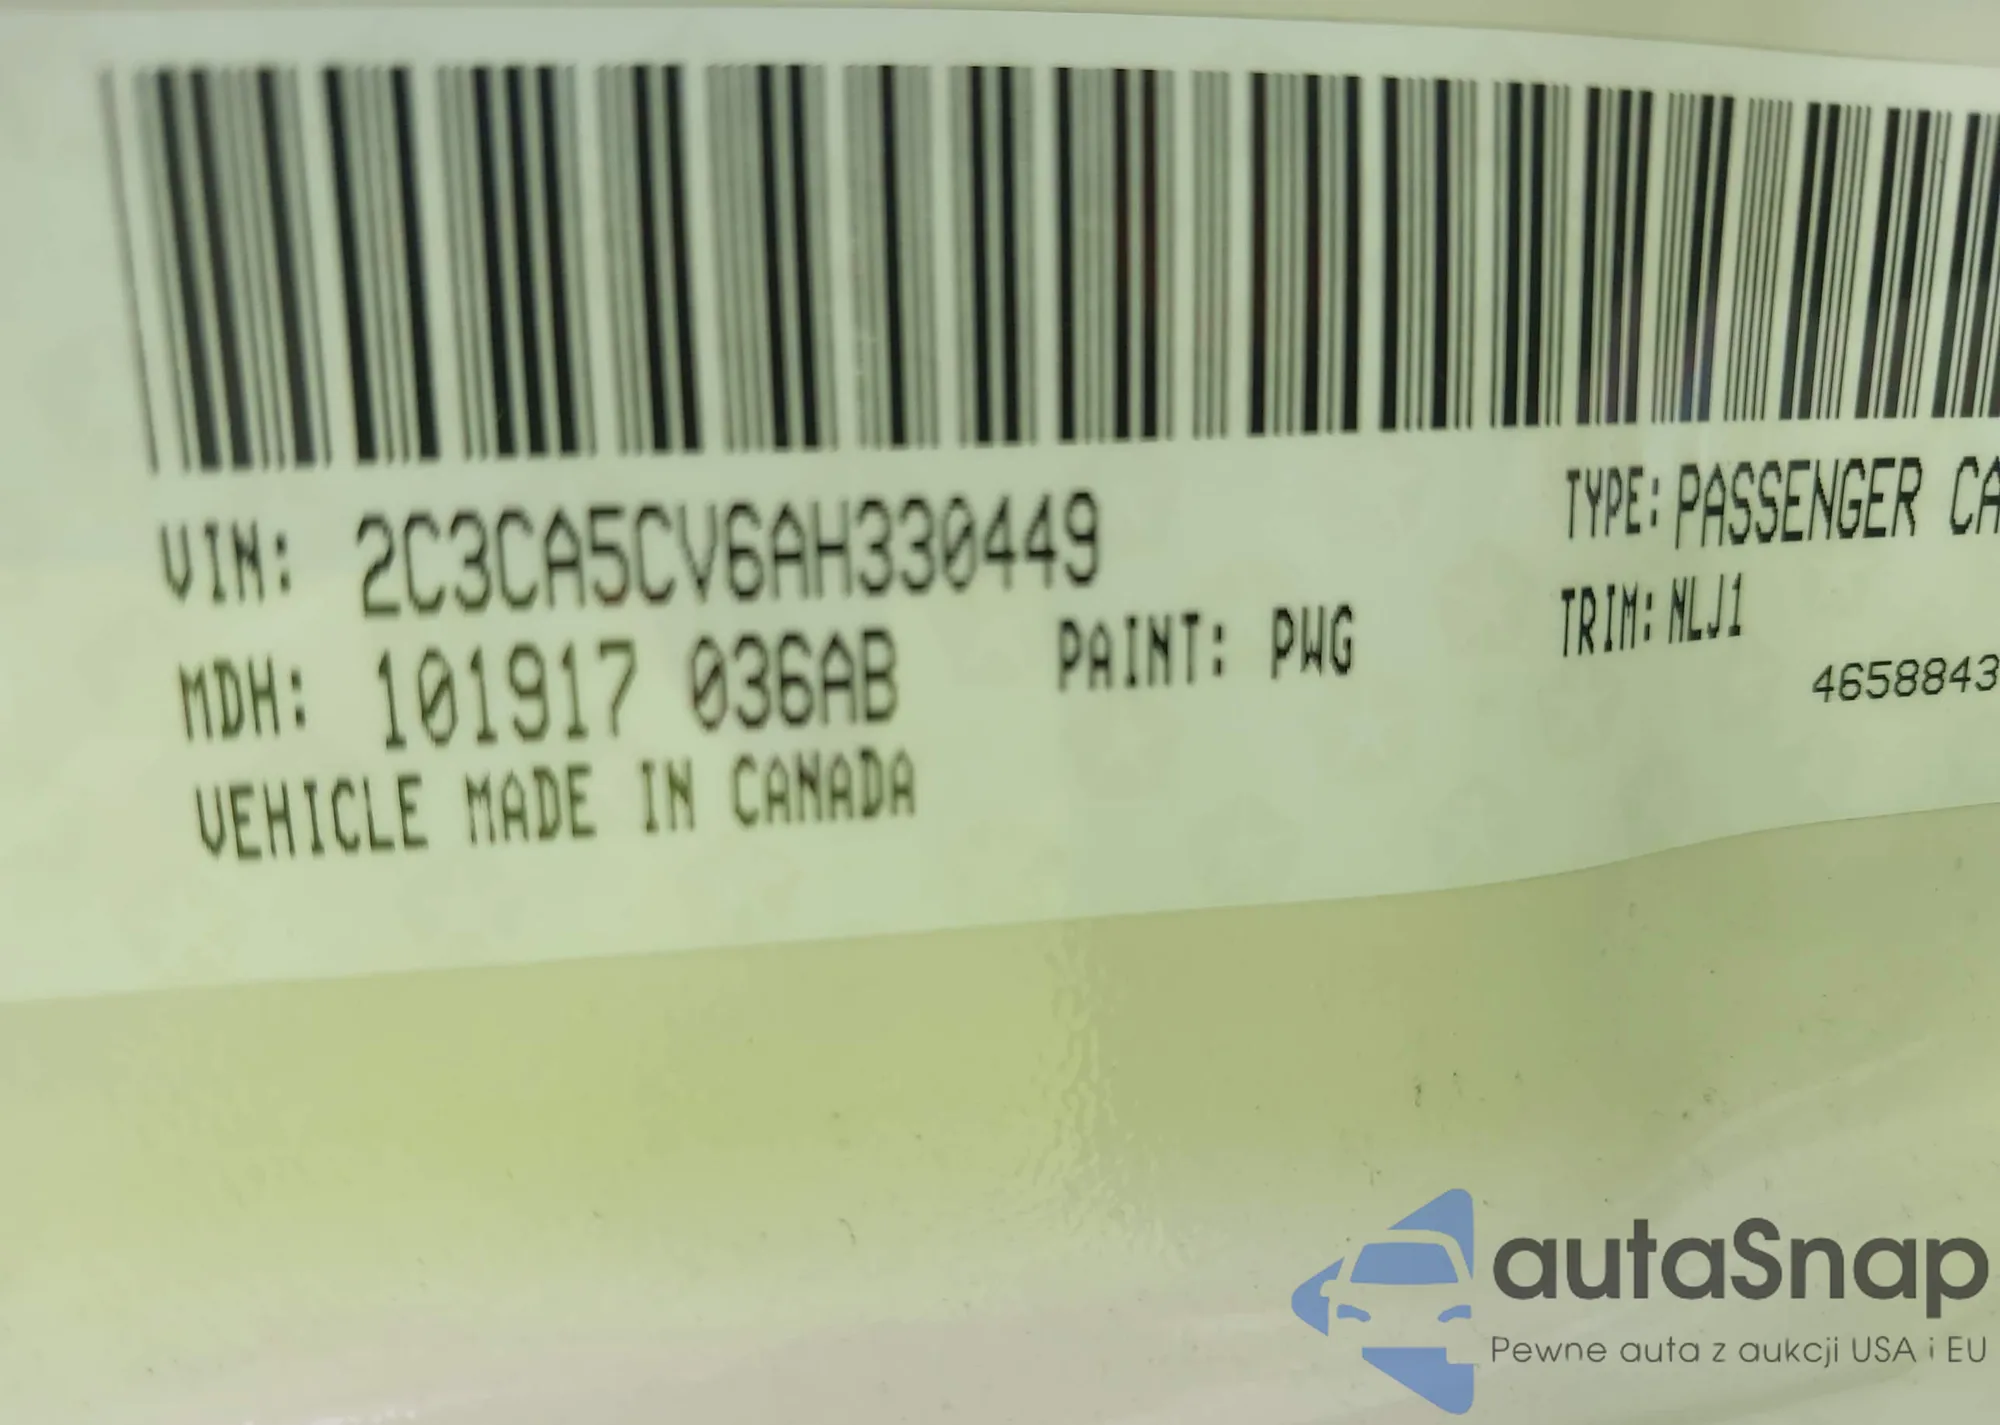 VIN: 2C3CA5CV6AH330449
TYPE: PASSENGER CA
MDH: 101917 036AB
PAINT: PWG
TRIM: NLJ1
4658843
VEHICLE MADE IN CANADA
autaSnap
Pewne auta z aukcji USA i EU